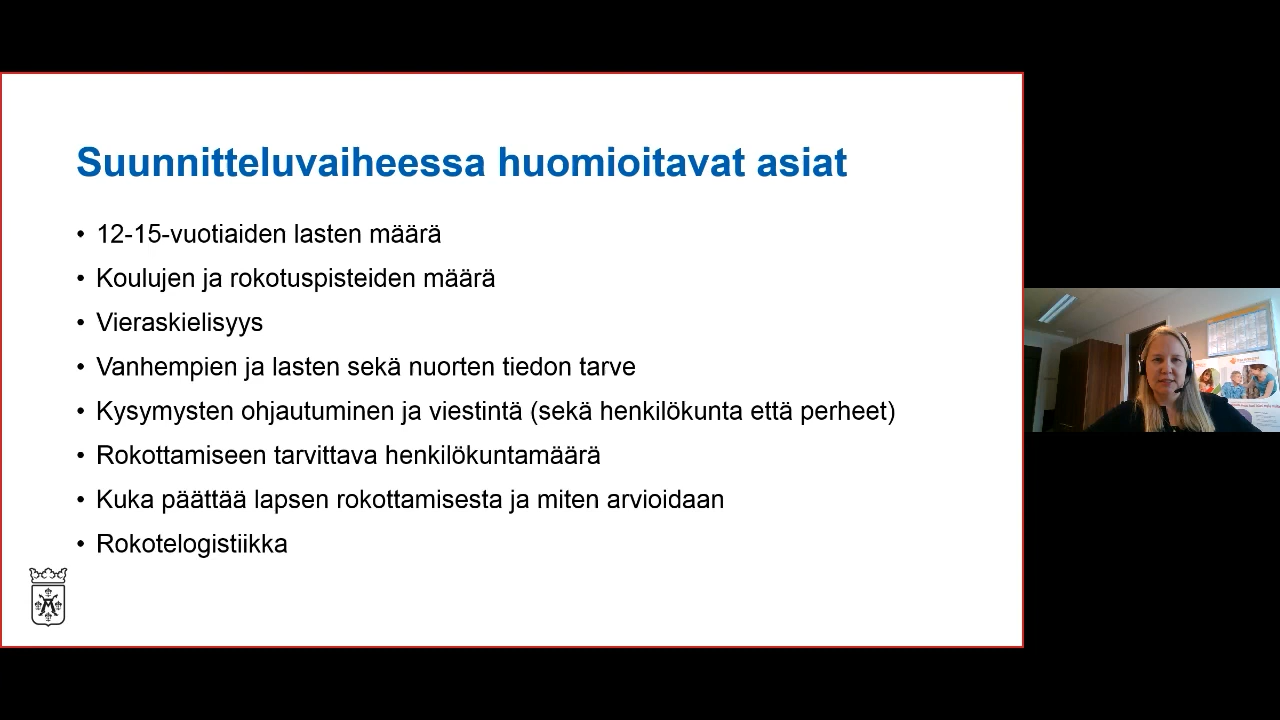 Suunnitteluvaiheessa huomioitavat asiat
• 12-15-vuotiaiden lasten määrä
• Koulujen ja rokotuspisteiden määrä
• Vieraskielisyys
• Vanhempien ja lasten sekä nuorten tiedon tarve
• Kysymysten ohjautuminen ja viestintä (sekä henkilökunta että perheet)
• Rokottamiseen tarvittava henkilökuntamäärä
• Kuka päättää lapsen rokottamisesta ja miten arvioidaan
• Rokotelogistiikka